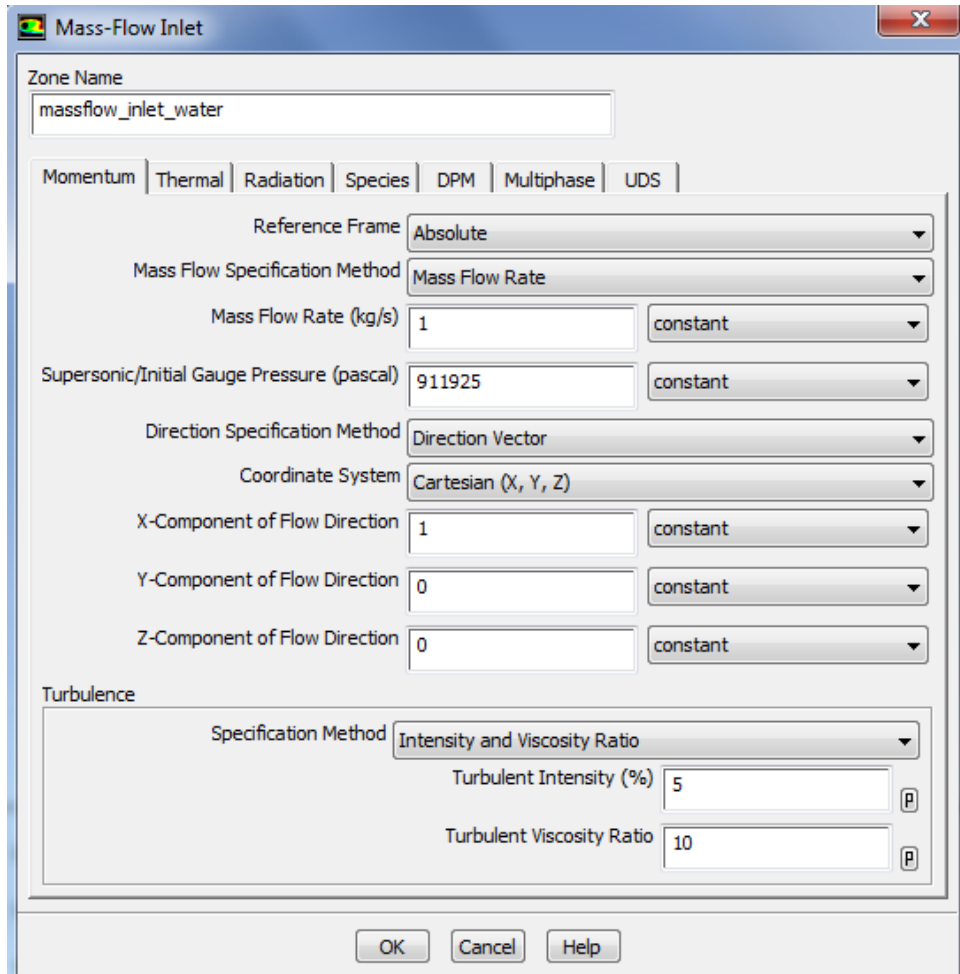 Mass-Flow Inlet
Zone Name
massflow_inlet_water
Momentum Thermal Radiation Species DPM Multiphase UDS
Reference Frame Absolute
Mass Flow Specification Method Mass Flow Rate
Mass Flow Rate (kg/s) 1 constant
Supersonic/Initial Gauge Pressure (pascal) 911925 constant
Direction Specification Method Direction Vector
Coordinate System Cartesian (X, Y, Z)
X-Component of Flow Direction 1 constant
Y-Component of Flow Direction 0 constant
Z-Component of Flow Direction 0 constant
Turbulence
Specification Method Intensity and Viscosity Ratio
Turbulent Intensity (%) 5 P
Turbulent Viscosity Ratio 10 P
OK Cancel Help